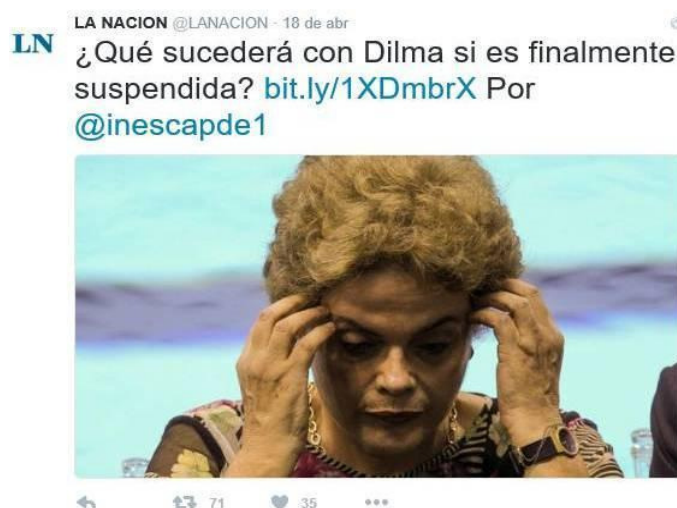 LA NACION @LANACION · 18 de abr
LN
¿Qué sucederá con Dilma si es finalmente
suspendida? bit.ly/1XDmbrX Por
@inescapde1
71 35